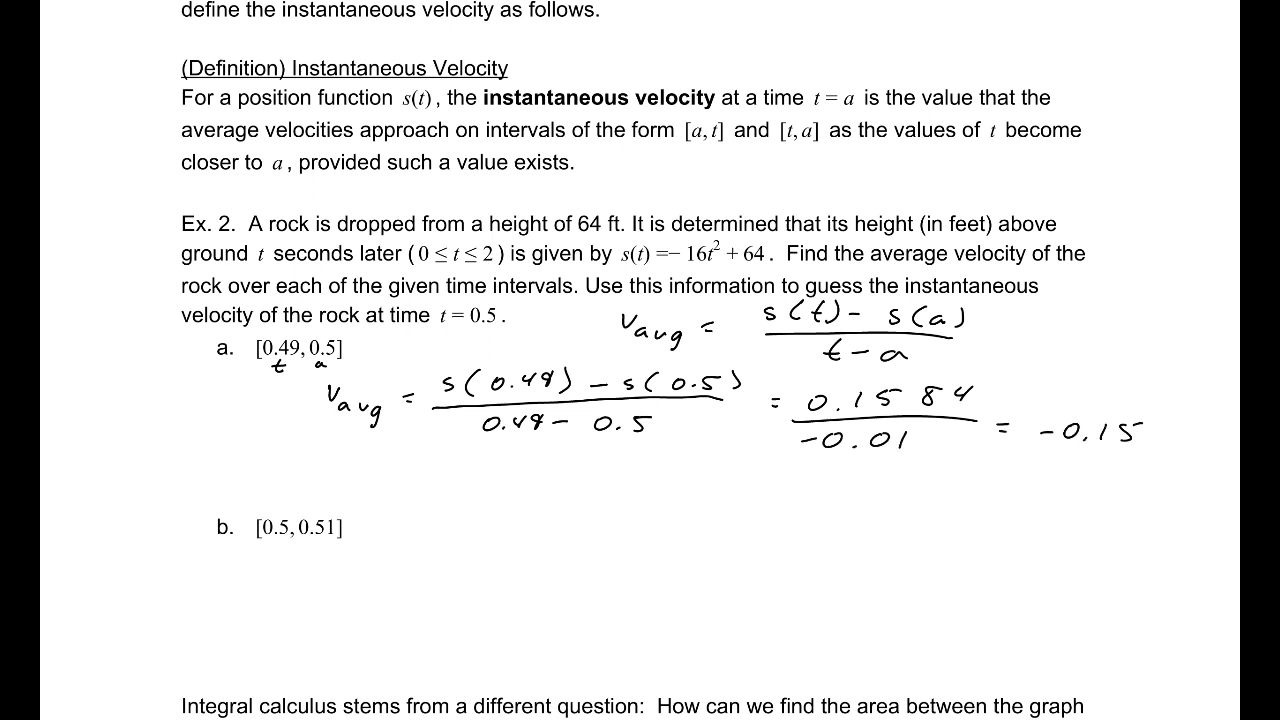 define the instantaneous velocity as follows.
(Definition) Instantaneous Velocity
For a position function s(t), the instantaneous velocity at a time t = a is the value that the
average velocities approach on intervals of the form [a, t] and [t, a] as the values of t become
closer to a, provided such a value exists.
Ex. 2. A rock is dropped from a height of 64 ft. It is determined that its height (in feet) above
ground t seconds later (0 ≤ t ≤ 2) is given by s(t) = − 16t² + 64. Find the average velocity of the
rock over each of the given time intervals. Use this information to guess the instantaneous
velocity of the rock at time t = 0.5.
Vavg = (s(t) - s(a)) / (t - a)
a. [0.49, 0.5]
t a
Vavg = (s(0.49) - s(0.5)) / (0.49 - 0.5) = 0.1584 / -0.01 = -0.15
b. [0.5, 0.51]
Integral calculus stems from a different question: How can we find the area between the graph